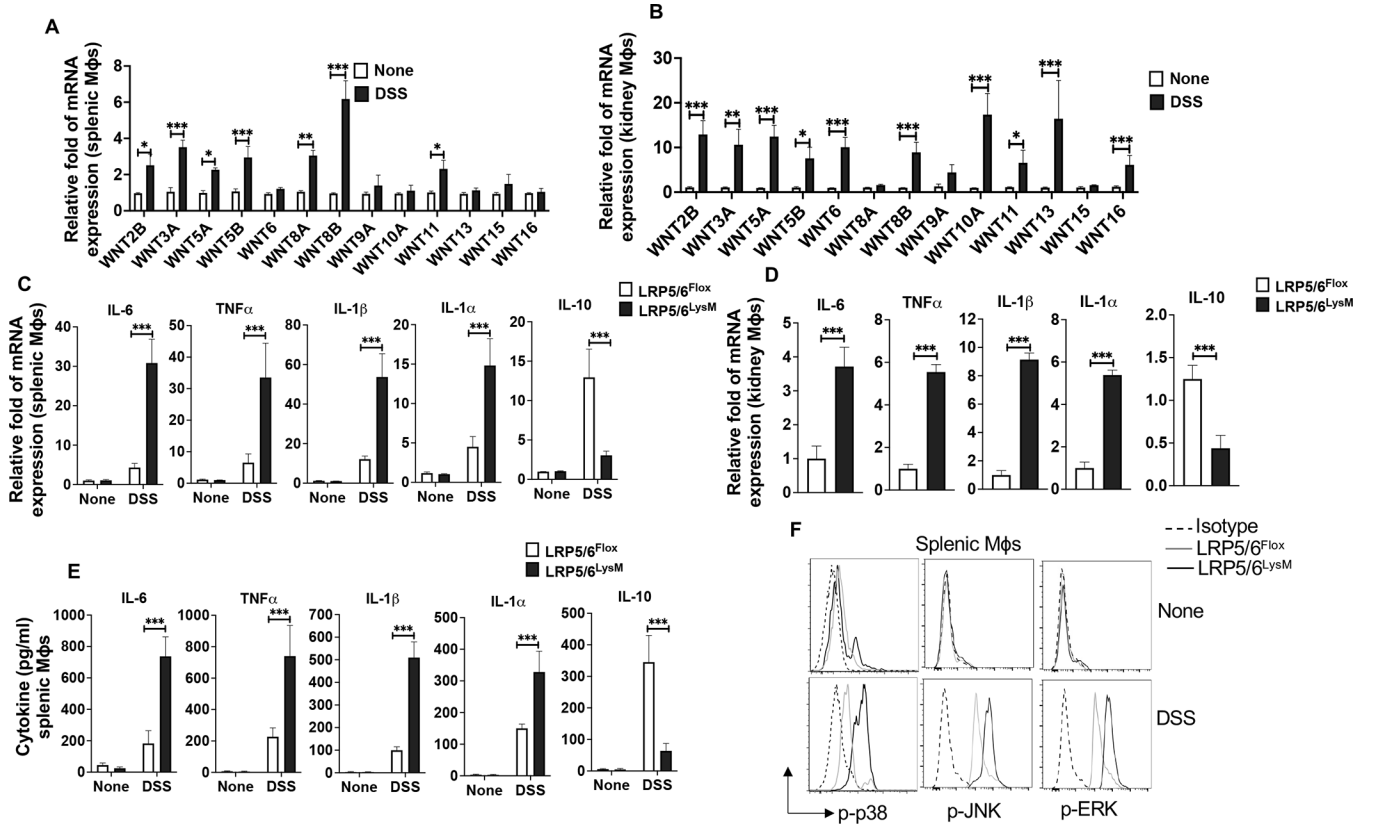 A
Relative fold of mRNA
expression (splenic Mϕs)
8
6
4
2
0
None
DSS
***
*
***
*
***
**
*
WNT2B
WNT3A
WNT5A
WNT5B
WNT6
WNT8A
WNT8B
WNT9A
WNT10A
WNT11
WNT13
WNT15
WNT16
B
Relative fold of mRNA
expression (kidney Mϕs)
30
20
10
0
None
DSS
***
**
***
*
***
***
***
*
***
***
WNT2B
WNT3A
WNT5A
WNT5B
WNT6
WNT8A
WNT8B
WNT9A
WNT10A
WNT11
WNT13
WNT15
WNT16
C
LRP5/6Flox
LRP5/6LysM
Relative fold of mRNA
expression (splenic Mϕs)
IL-6
***
40
30
20
10
0
None DSS
TNFα
***
50
40
30
20
10
0
None DSS
IL-1β
***
80
60
40
20
0
None DSS
IL-1α
***
20
15
10
5
0
None DSS
IL-10
***
20
15
10
5
0
None DSS
D
LRP5/6Flox
LRP5/6LysM
Relative fold of mRNA
expression (kidney Mϕs)
IL-6
***
5
4
3
2
1
0
TNFα
***
8
6
4
2
0
IL-1β
***
12
10
8
6
4
2
0
IL-1α
***
8
6
4
2
0
IL-10
***
2.0
1.5
1.0
0.5
0.0
E
LRP5/6Flox
LRP5/6LysM
Cytokine (pg/ml)
splenic Mϕs
IL-6
***
1000
800
600
400
200
0
None DSS
TNFα
***
1000
800
600
400
200
0
None DSS
IL-1β
***
700
600
500
400
300
200
100
0
None DSS
IL-1α
***
500
400
300
200
100
0
None DSS
IL-10
***
500
400
300
200
100
0
None DSS
F
Splenic Mϕs
Isotype
LRP5/6Flox
LRP5/6LysM
None
DSS
p-p38
p-JNK
p-ERK